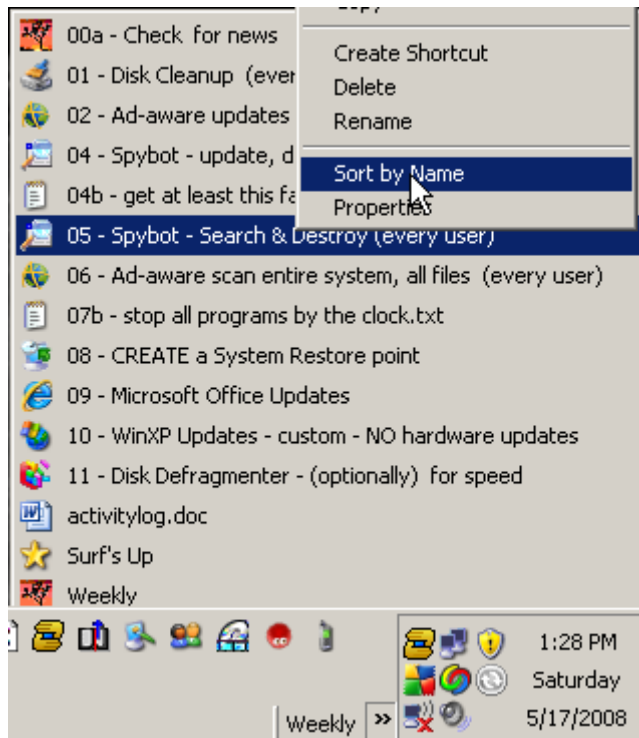 00a - Check for news
Create Shortcut
01 - Disk Cleanup (ever
Delete
02 - Ad-aware updates
Rename
04 - Spybot - update, d
Sort by Name
04b - get at least this fa
Properties
05 - Spybot - Search & Destroy (every user)
06 - Ad-aware scan entire system, all files (every user)
07b - stop all programs by the clock.txt
08 - CREATE a System Restore point
09 - Microsoft Office Updates
10 - WinXP Updates - custom - NO hardware updates
11 - Disk Defragmenter - (optionally) for speed
activitylog.doc
Surf's Up
Weekly
1:28 PM
Saturday
Weekly » 5/17/2008